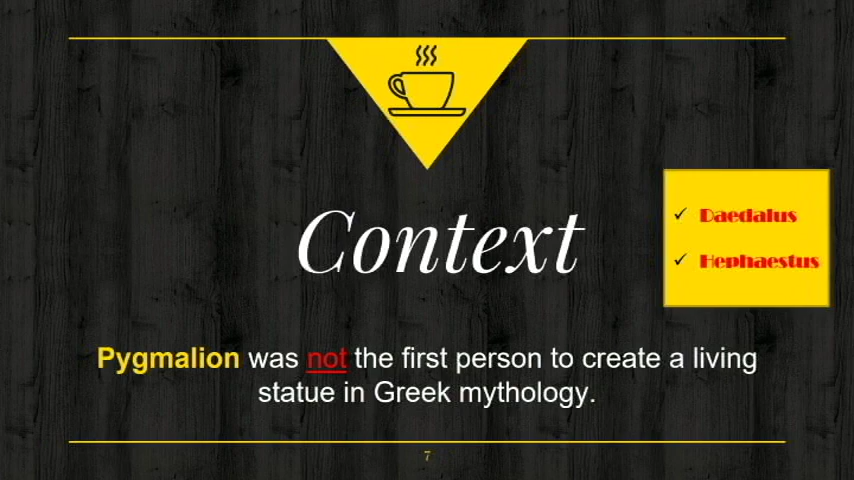 Context
✓ Daedalus
✓ Hephaestus
Pygmalion was not the first person to create a living
statue in Greek mythology.
7